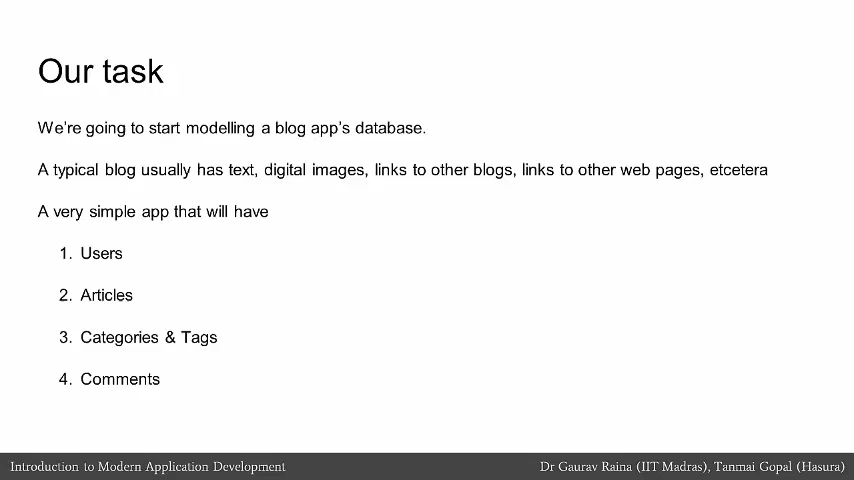 Our task
We're going to start modelling a blog app's database.
A typical blog usually has text, digital images, links to other blogs, links to other web pages, etcetera
A very simple app that will have
1. Users
2. Articles
3. Categories & Tags
4. Comments
Introduction to Modern Application Development
Dr Gaurav Raina (IIT Madras), Tanmai Gopal (Hasura)